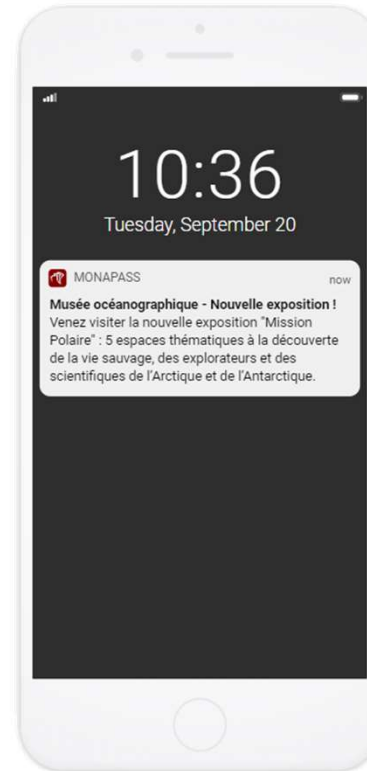 10:36
Tuesday, September 20
MONAPASS now
Musée océanographique - Nouvelle exposition !
Venez visiter la nouvelle exposition "Mission
Polaire" : 5 espaces thématiques à la découverte
de la vie sauvage, des explorateurs et des
scientifiques de l'Arctique et de l'Antarctique.